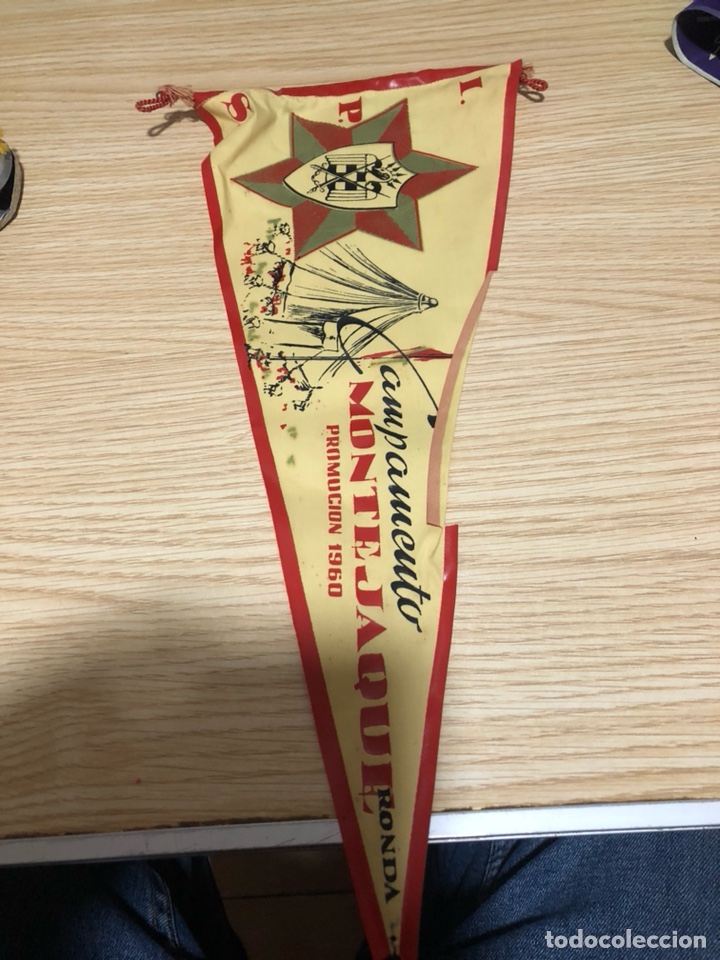 I.P.S.
Campamento
MONTEJAQUE
PROMOCION 1960
RONDA
todocoleccion